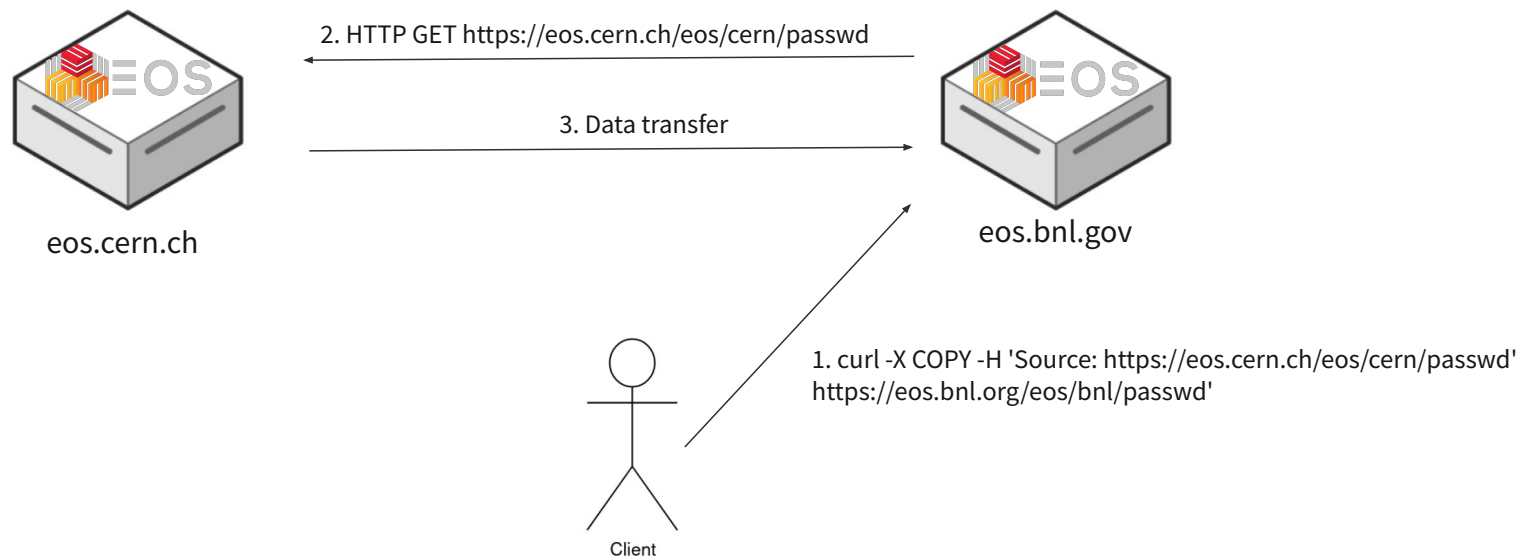 2. HTTP GET https://eos.cern.ch/eos/cern/passwd
EOS
EOS
3. Data transfer
eos.cern.ch
eos.bnl.gov
1. curl -X COPY -H 'Source: https://eos.cern.ch/eos/cern/passwd'
https://eos.bnl.org/eos/bnl/passwd'
Client